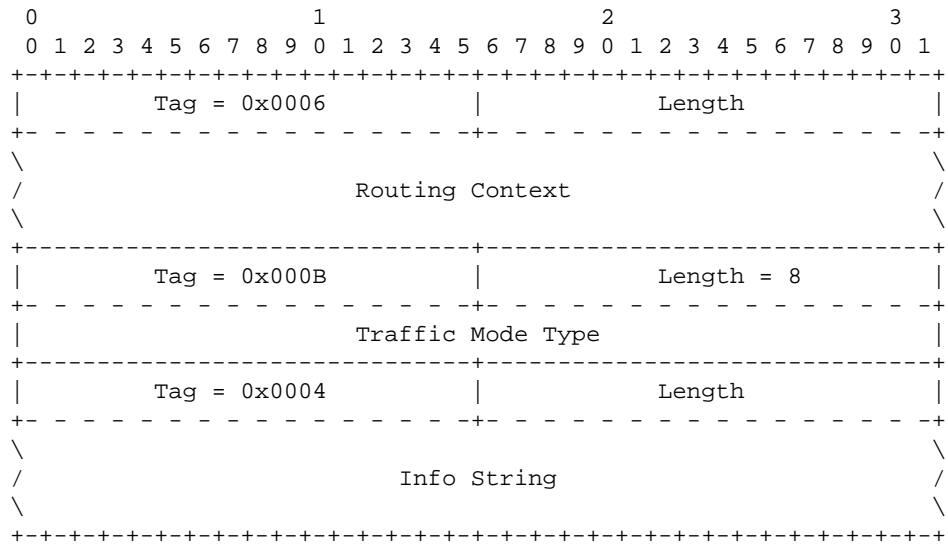 0                   1                   2                   3
 0 1 2 3 4 5 6 7 8 9 0 1 2 3 4 5 6 7 8 9 0 1 2 3 4 5 6 7 8 9 0 1
+-+-+-+-+-+-+-+-+-+-+-+-+-+-+-+-+-+-+-+-+-+-+-+-+-+-+-+-+-+-+-+-+
|         Tag = 0x0006          |            Length             |
+- - - - - - - - - - - - - - - -+- - - - - - - - - - - - - - - -+
\                                                               \
/                       Routing Context                         /
\                                                               \
+-------------------------------+-------------------------------+
|         Tag = 0x000B          |            Length = 8         |
+- - - - - - - - - - - - - - - -+- - - - - - - - - - - - - - - -+
|                       Traffic Mode Type                       |
+-------------------------------+-------------------------------+
|         Tag = 0x0004          |            Length             |
+- - - - - - - - - - - - - - - -+- - - - - - - - - - - - - - - -+
\                                                               \
/                          Info String                          /
\                                                               \
+-+-+-+-+-+-+-+-+-+-+-+-+-+-+-+-+-+-+-+-+-+-+-+-+-+-+-+-+-+-+-+-+